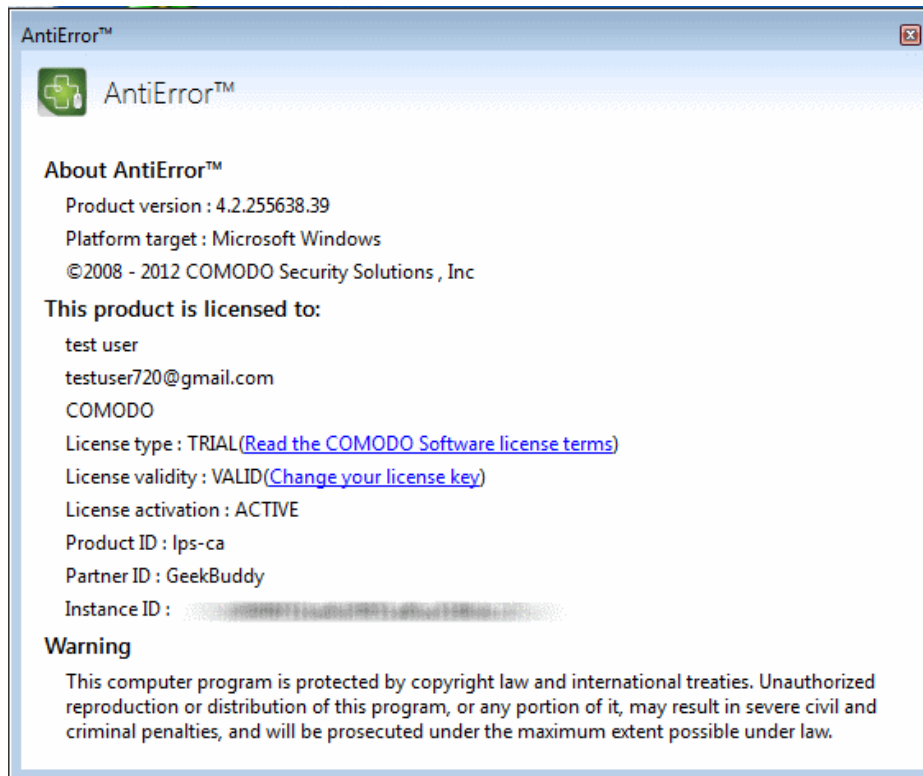 AntiError™
AntiError™
About AntiError™
Product version : 4.2.255638.39
Platform target : Microsoft Windows
©2008 - 2012 COMODO Security Solutions , Inc
This product is licensed to:
test user
testuser720@gmail.com
COMODO
License type : TRIAL(Read the COMODO Software license terms)
License validity : VALID(Change your license key)
License activation : ACTIVE
Product ID : lps-ca
Partner ID : GeekBuddy
Instance ID :
Warning
This computer program is protected by copyright law and international treaties. Unauthorized
reproduction or distribution of this program, or any portion of it, may result in severe civil and
criminal penalties, and will be prosecuted under the maximum extent possible under law.